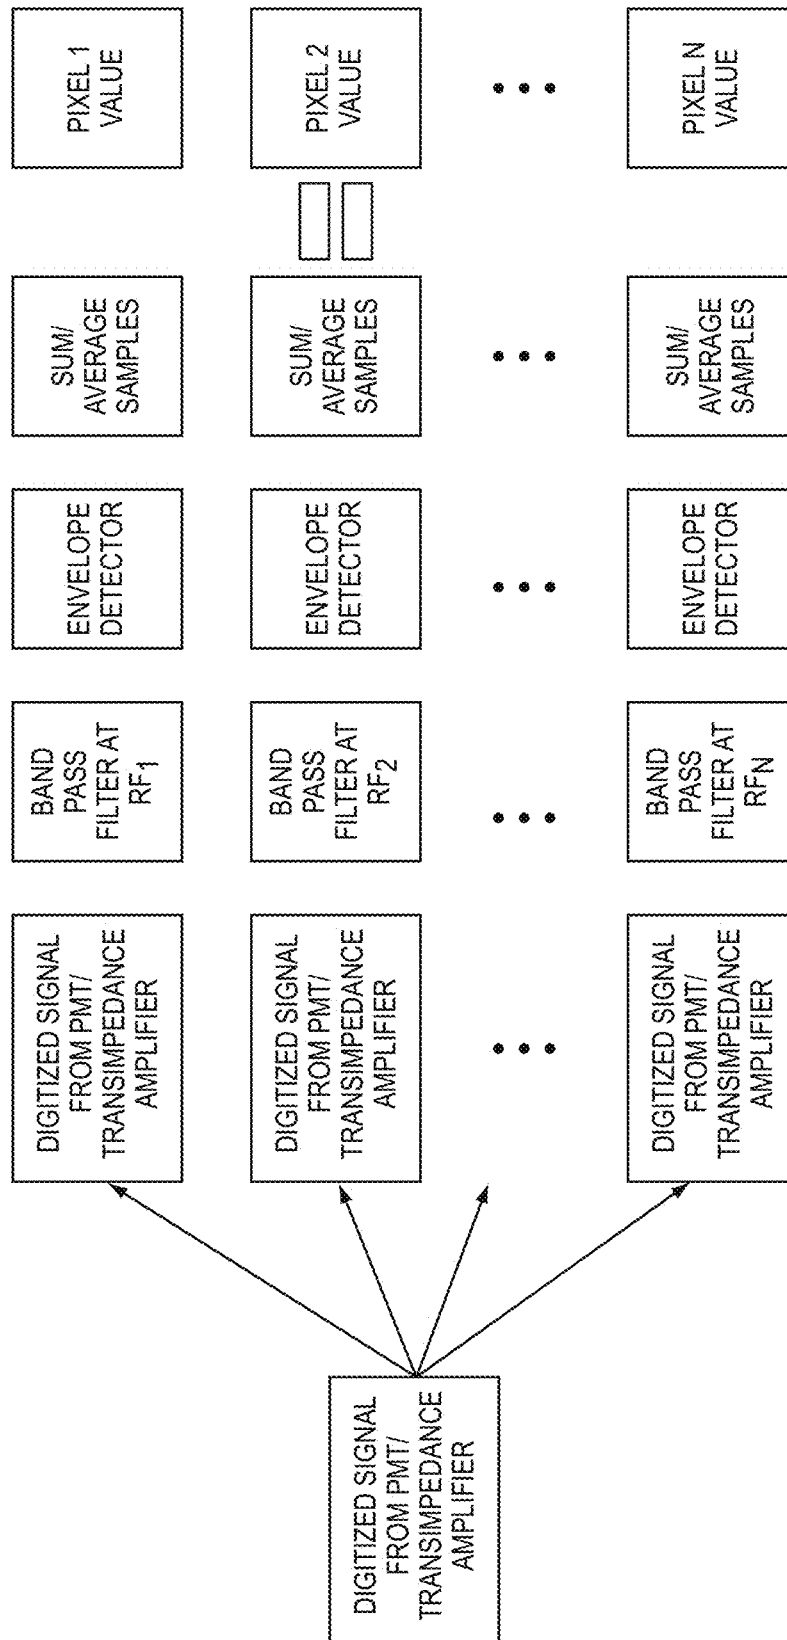 DIGITIZED SIGNAL
FROM PMT/
TRANSIMPEDANCE
AMPLIFIER
DIGITIZED SIGNAL
FROM PMT/
TRANSIMPEDANCE
AMPLIFIER
BAND
PASS
FILTER AT
RF1
ENVELOPE
DETECTOR
SUM/
AVERAGE
SAMPLES
PIXEL 1
VALUE
DIGITIZED SIGNAL
FROM PMT/
TRANSIMPEDANCE
AMPLIFIER
BAND
PASS
FILTER AT
RF2
ENVELOPE
DETECTOR
SUM/
AVERAGE
SAMPLES
PIXEL 2
VALUE
DIGITIZED SIGNAL
FROM PMT/
TRANSIMPEDANCE
AMPLIFIER
BAND
PASS
FILTER AT
RFN
ENVELOPE
DETECTOR
SUM/
AVERAGE
SAMPLES
PIXEL N
VALUE